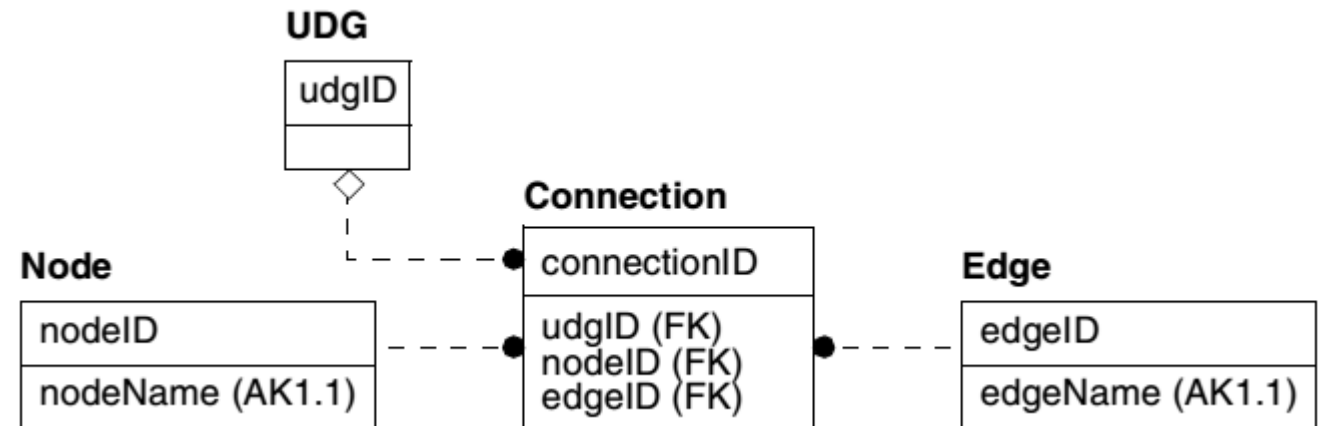 UDG
udgID
Connection
connectionID
udgID (FK)
nodeID (FK)
edgeID (FK)
Node
nodeID
nodeName (AK1.1)
Edge
edgeID
edgeName (AK1.1)